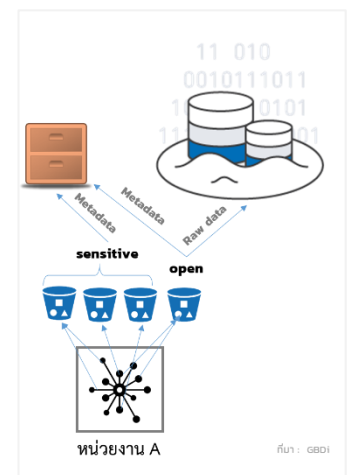 11 010
0010111011
Metadata
Metadata
Raw data
sensitive
open
หน่วยงาน A
ที่มา : GBDi